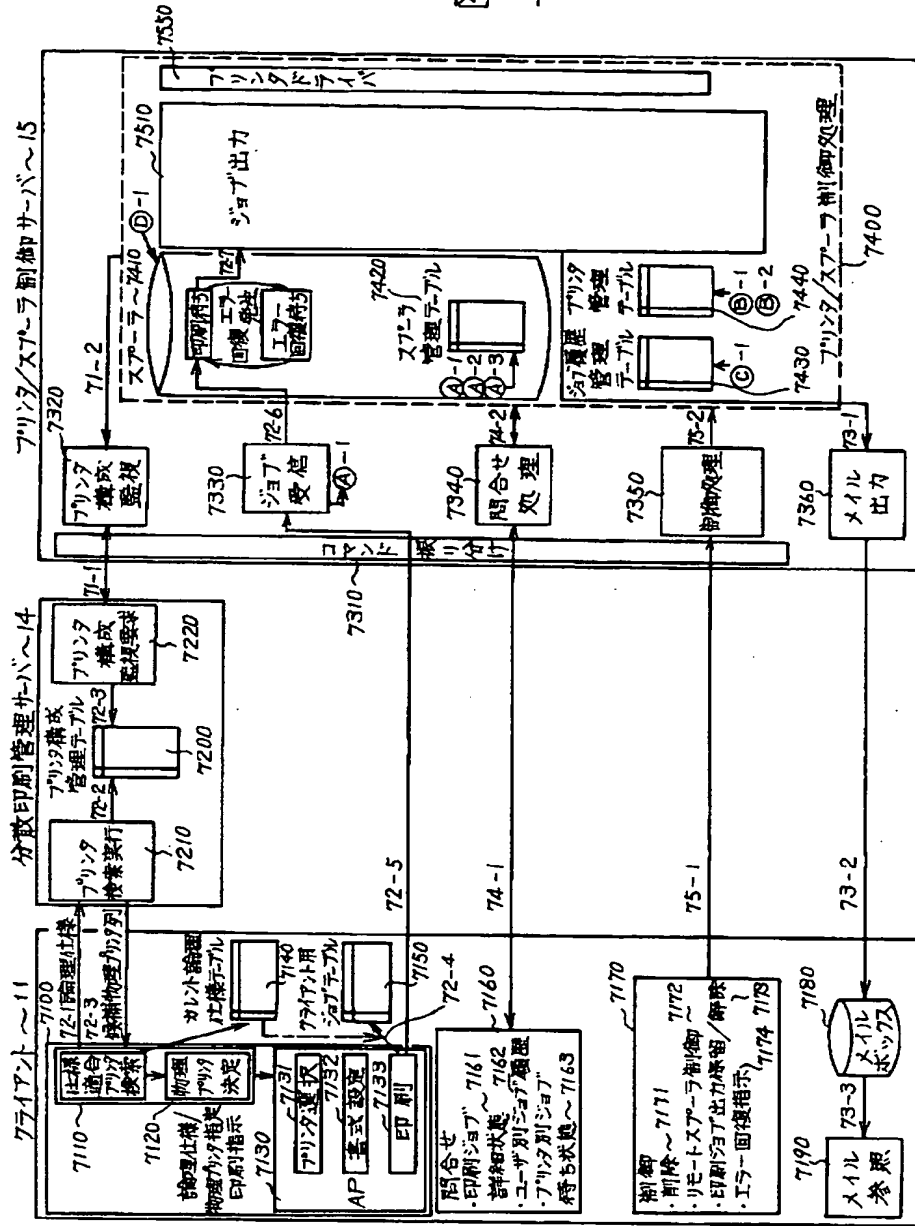 クライアント~11
7100
仕様
適合
プリンタ
検索
7110
物理
プリンタ
決定
7120
論理仕様/
物理プリンタ指定
印刷指示
7130
プリンタ選択
7131
書式設定
7132
印刷
7133
AP
72-1論理仕様
72-3
候補物理プリンタ列
カレント論理
仕様テーブル
7140
クライアント用
ジョブテーブル
7150
72-4
問合せ
7160
・印刷ジョブ~7161
詳細状態
7162
・ユーザ別ジョブ履歴
・プリンタ別ジョブ
待ち状態~7163
制御
7170
・削除~7171
・リモートスプーラ制御~
7172
・印刷ジョブ出力保留/解除
7173
・エラー回復指示
7174
7180
メイル
ボックス
73-3
7190
メイル
参照
分散印刷管理サーバ~14
プリンタ
検索実行
7210
72-2
プリンタ構成
管理テーブル
7200
72-3
プリンタ
構成
監視要求
7220
71-1
72-5
74-1
75-1
73-2
プリンタ/スプーラ制御サーバ~15
7310
コマンド振り分け
プリンタ
構成
監視
7320
71-2
ジョブ
受信
7330
Ⓐ-1
72-6
問合せ
処理
7340
74-2
制御処理
7350
75-2
メイル
出力
7360
73-1
スプーラ~7410
Ⓓ-1
印刷待ち
エラー
回復
発生
エラー
回復待ち
72-7
スプーラ
管理テーブル
7420
Ⓐ-1
Ⓐ-2
Ⓐ-3
ジョブ履歴
管理
テーブル
Ⓒ-1
7430
プリンタ
管理
テーブル
Ⓑ-1
Ⓑ-2
7440
ジョブ出力
7510
プリンタドライバ
7550
プリンタ/スプーラ制御処理
7400